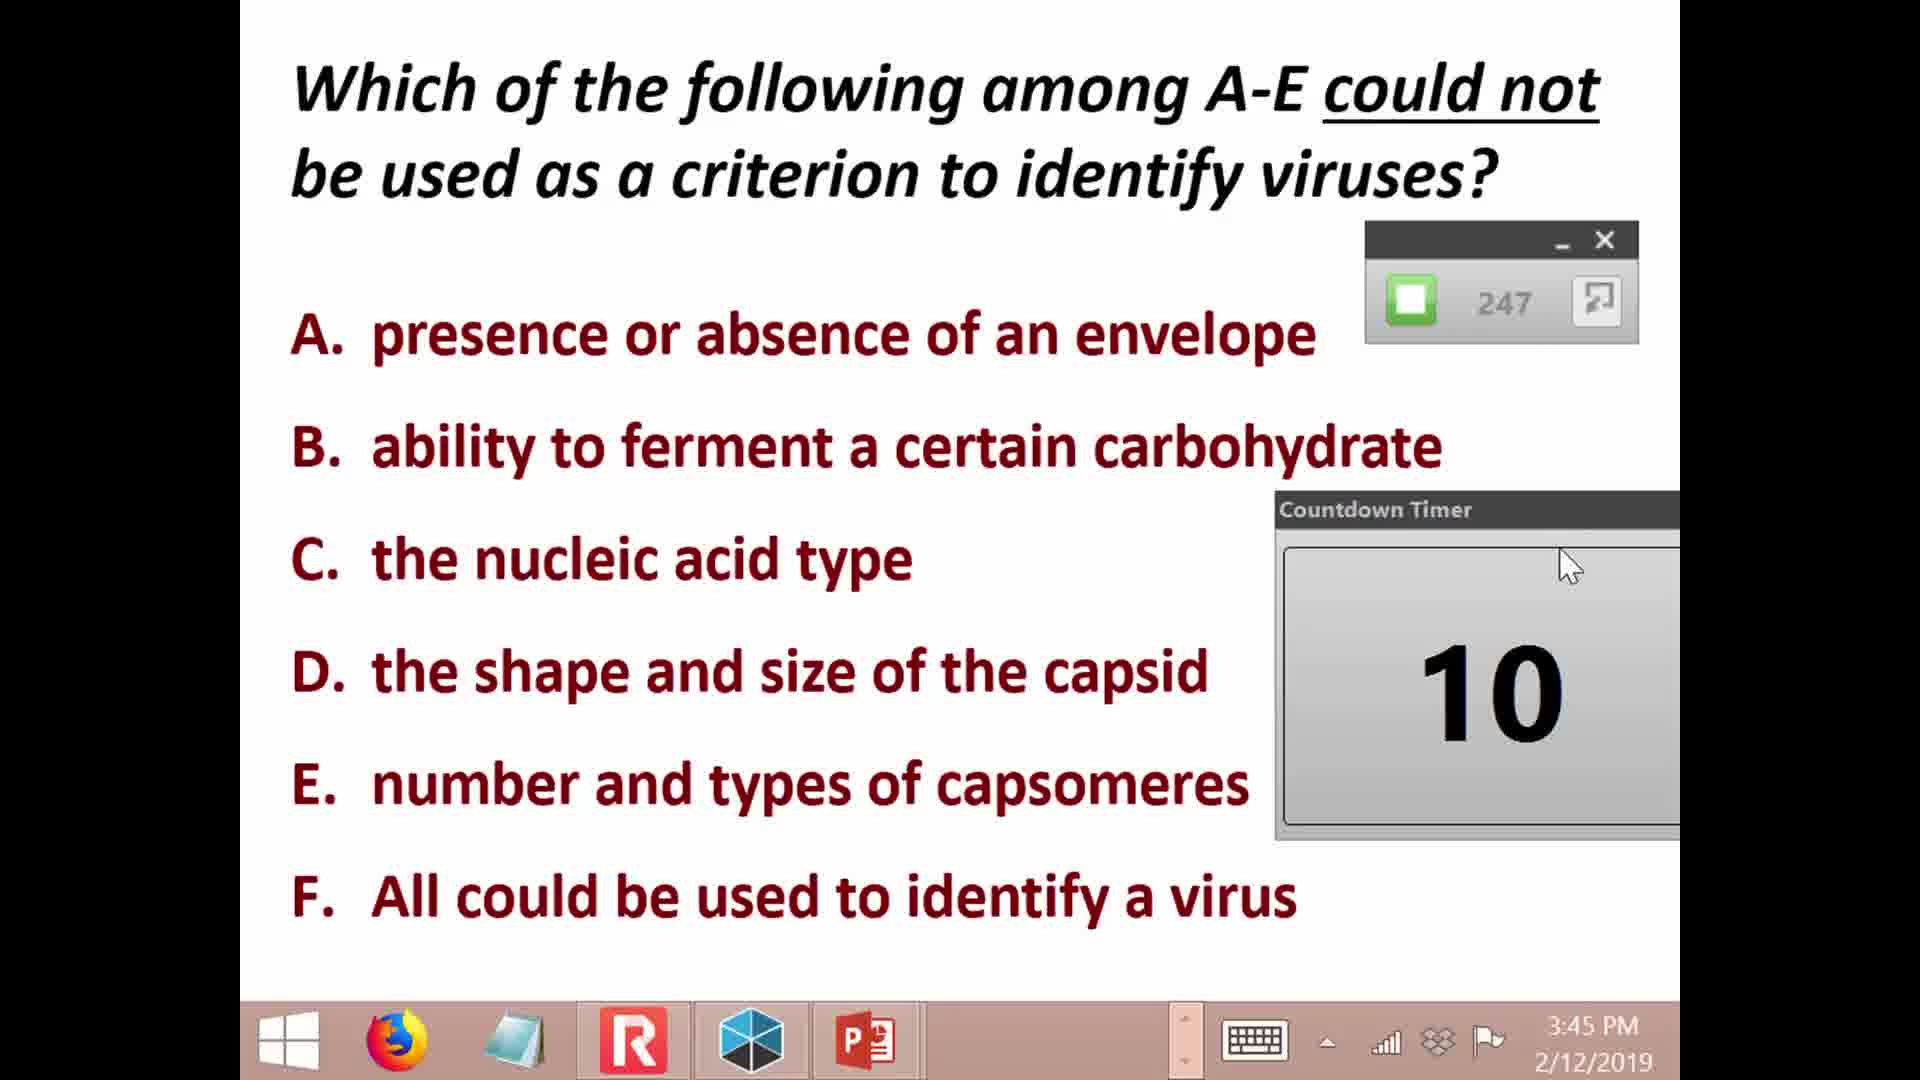 Which of the following among A-E could not
be used as a criterion to identify viruses?
247
A. presence or absence of an envelope
B. ability to ferment a certain carbohydrate
Countdown Timer
C. the nucleic acid type
10
D. the shape and size of the capsid
E. number and types of capsomeres
F. All could be used to identify a virus
3:45 PM
2/12/2019